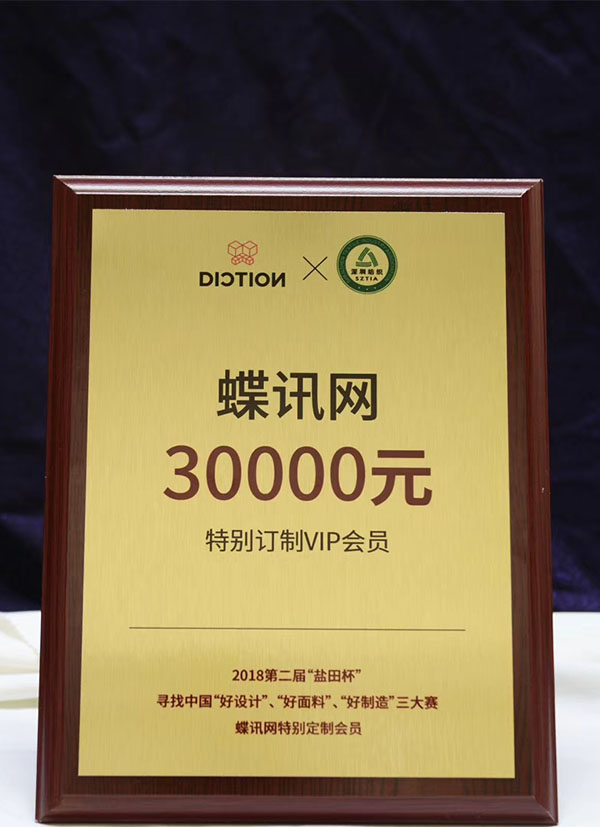 DICTION
×
深圳纺织
SZTIA
蝶讯网
30000元
特别订制VIP会员
2018第二届“盐田杯”
寻找中国“好设计”、“好面料”、“好制造”三大赛
蝶讯网特别定制会员